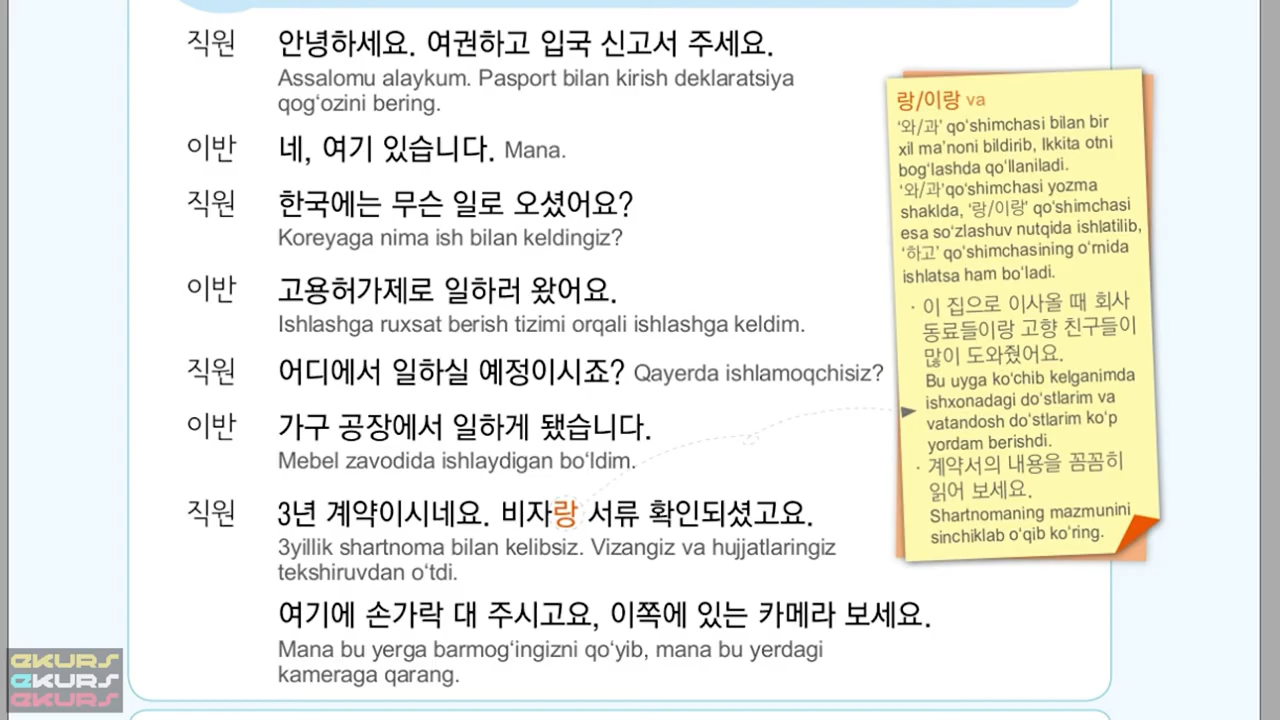 직원 안녕하세요. 여권하고 입국 신고서 주세요.
Assalomu alaykum. Pasport bilan kirish deklaratsiya
qog‘ozini bering.
이반 네, 여기 있습니다. Mana.
직원 한국에는 무슨 일로 오셨어요?
Koreyaga nima ish bilan keldingiz?
이반 고용허가제로 일하러 왔어요.
Ishlashga ruxsat berish tizimi orqali ishlashga keldim.
직원 어디에서 일하실 예정이시죠? Qayerda ishlamoqchisiz?
이반 가구 공장에서 일하게 됐습니다.
Mebel zavodida ishlaydigan bo‘ldim.
직원 3년 계약이시네요. 비자랑 서류 확인되셨고요.
3yillik shartnoma bilan kelibsiz. Vizangiz va hujjatlaringiz
tekshiruvdan o‘tdi.
여기에 손가락 대 주시고요, 이쪽에 있는 카메라 보세요.
Mana bu yerga barmog‘ingizni qo‘yib, mana bu yerdagi
kameraga qarang.
랑/이랑 va
‘와/과’ qo‘shimchasi bilan bir
xil ma’noni bildirib, Ikkita otni
bog‘lashda qo‘llaniladi.
‘와/과’qo‘shimchasi yozma
shaklda, ‘랑/이랑’ qo‘shimchasi
esa so‘zlashuv nutqida ishlatilib,
‘하고’ qo‘shimchasining o‘rnida
ishlatsa ham bo‘ladi.
· 이 집으로 이사올 때 회사
동료들이랑 고향 친구들이
많이 도와줬어요.
Bu uyga ko‘chib kelganimda
ishxonadagi do‘stlarim va
vatandosh do‘stlarim ko‘p
yordam berishdi.
· 계약서의 내용을 꼼꼼히
읽어 보세요.
Shartnomaning mazmunini
sinchiklab o‘qib ko‘ring.
EKURS
EKURS
EKURS